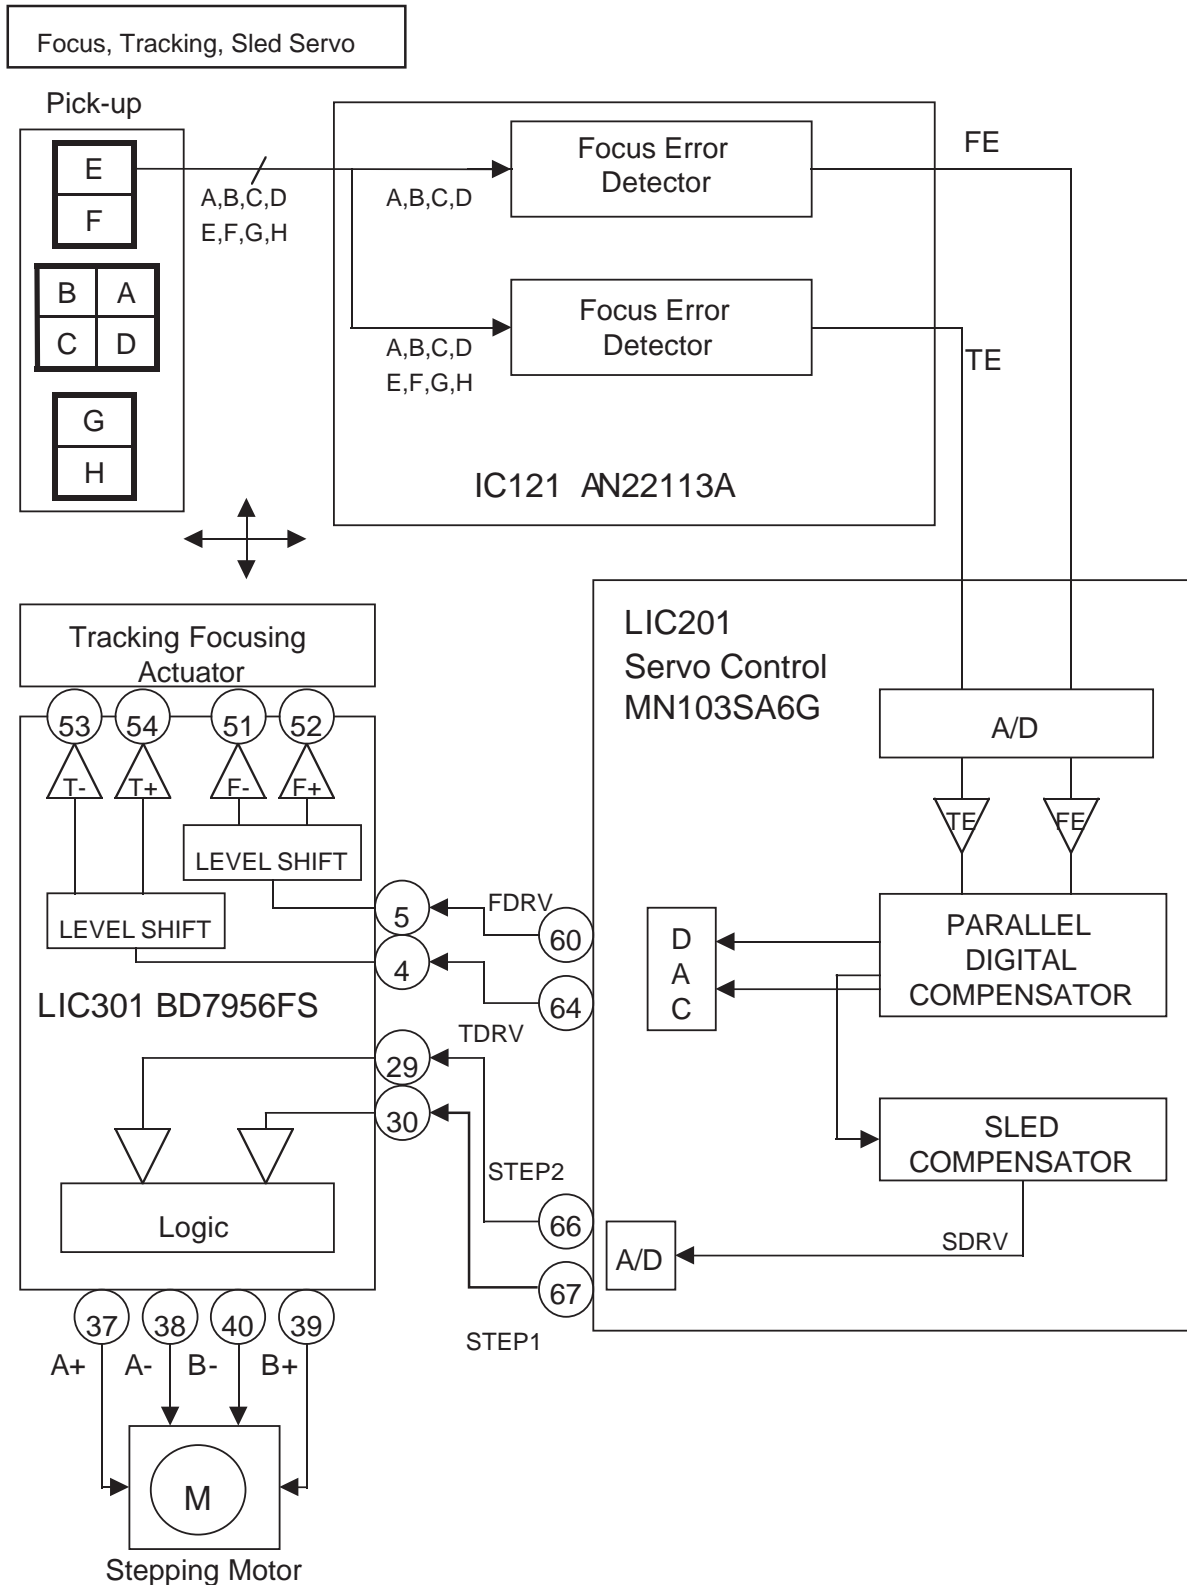 Focus, Tracking, Sled Servo
Pick-up
E
F
B A
C D
G
H
A,B,C,D
E,F,G,H
A,B,C,D
Focus Error
Detector
FE
A,B,C,D
E,F,G,H
Focus Error
Detector
TE
IC121 AN22113A
Tracking Focusing
Actuator
53 54 51 52
T- T+ F- F+
LEVEL SHIFT
LEVEL SHIFT
LIC301 BD7956FS
5
4
29
30
FDRV
TDRV
STEP2
STEP1
60
64
66
67
Logic
LIC201
Servo Control
MN103SA6G
A/D
TE FE
PARALLEL
DIGITAL
COMPENSATOR
D
A
C
SLED
COMPENSATOR
SDRV
A/D
37 38 40 39
A+ A- B- B+
M
Stepping Motor